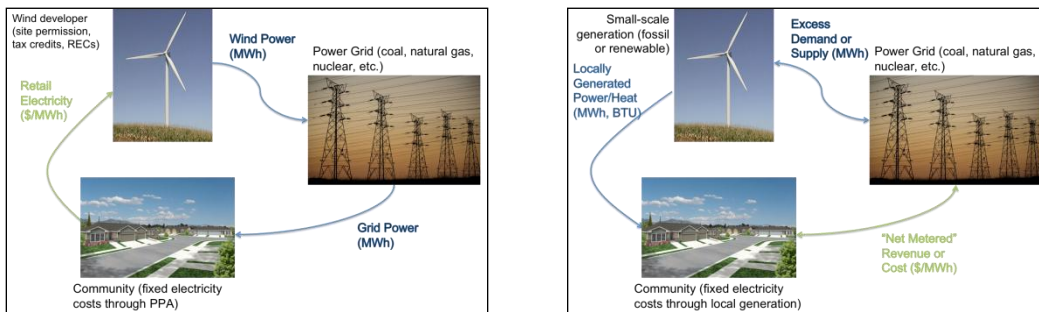 Wind developer
(site permission,
tax credits, RECs)
Wind Power
(MWh)
Power Grid (coal, natural gas,
nuclear, etc.)
Retail
Electricity
($/MWh)
Grid Power
(MWh)
Community (fixed electricity
costs through PPA)
Small-scale
generation (fossil
or renewable)
Excess
Demand or
Supply (MWh)
Power Grid (coal, natural gas,
nuclear, etc.)
Locally
Generated
Power/Heat
(MWh, BTU)
"Net Metered"
Revenue or
Cost ($/MWh)
Community (fixed electricity
costs through local generation)